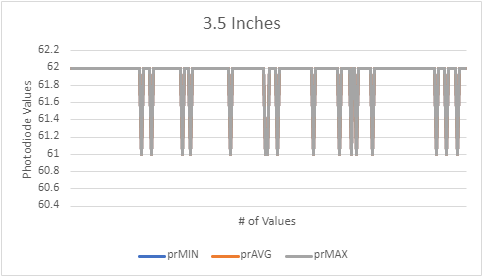 3.5 Inches
62.2
62
61.8
61.6
61.4
61.2
61
60.8
60.6
60.4
Photodiode Values
# of Values
prMIN prAVG prMAX